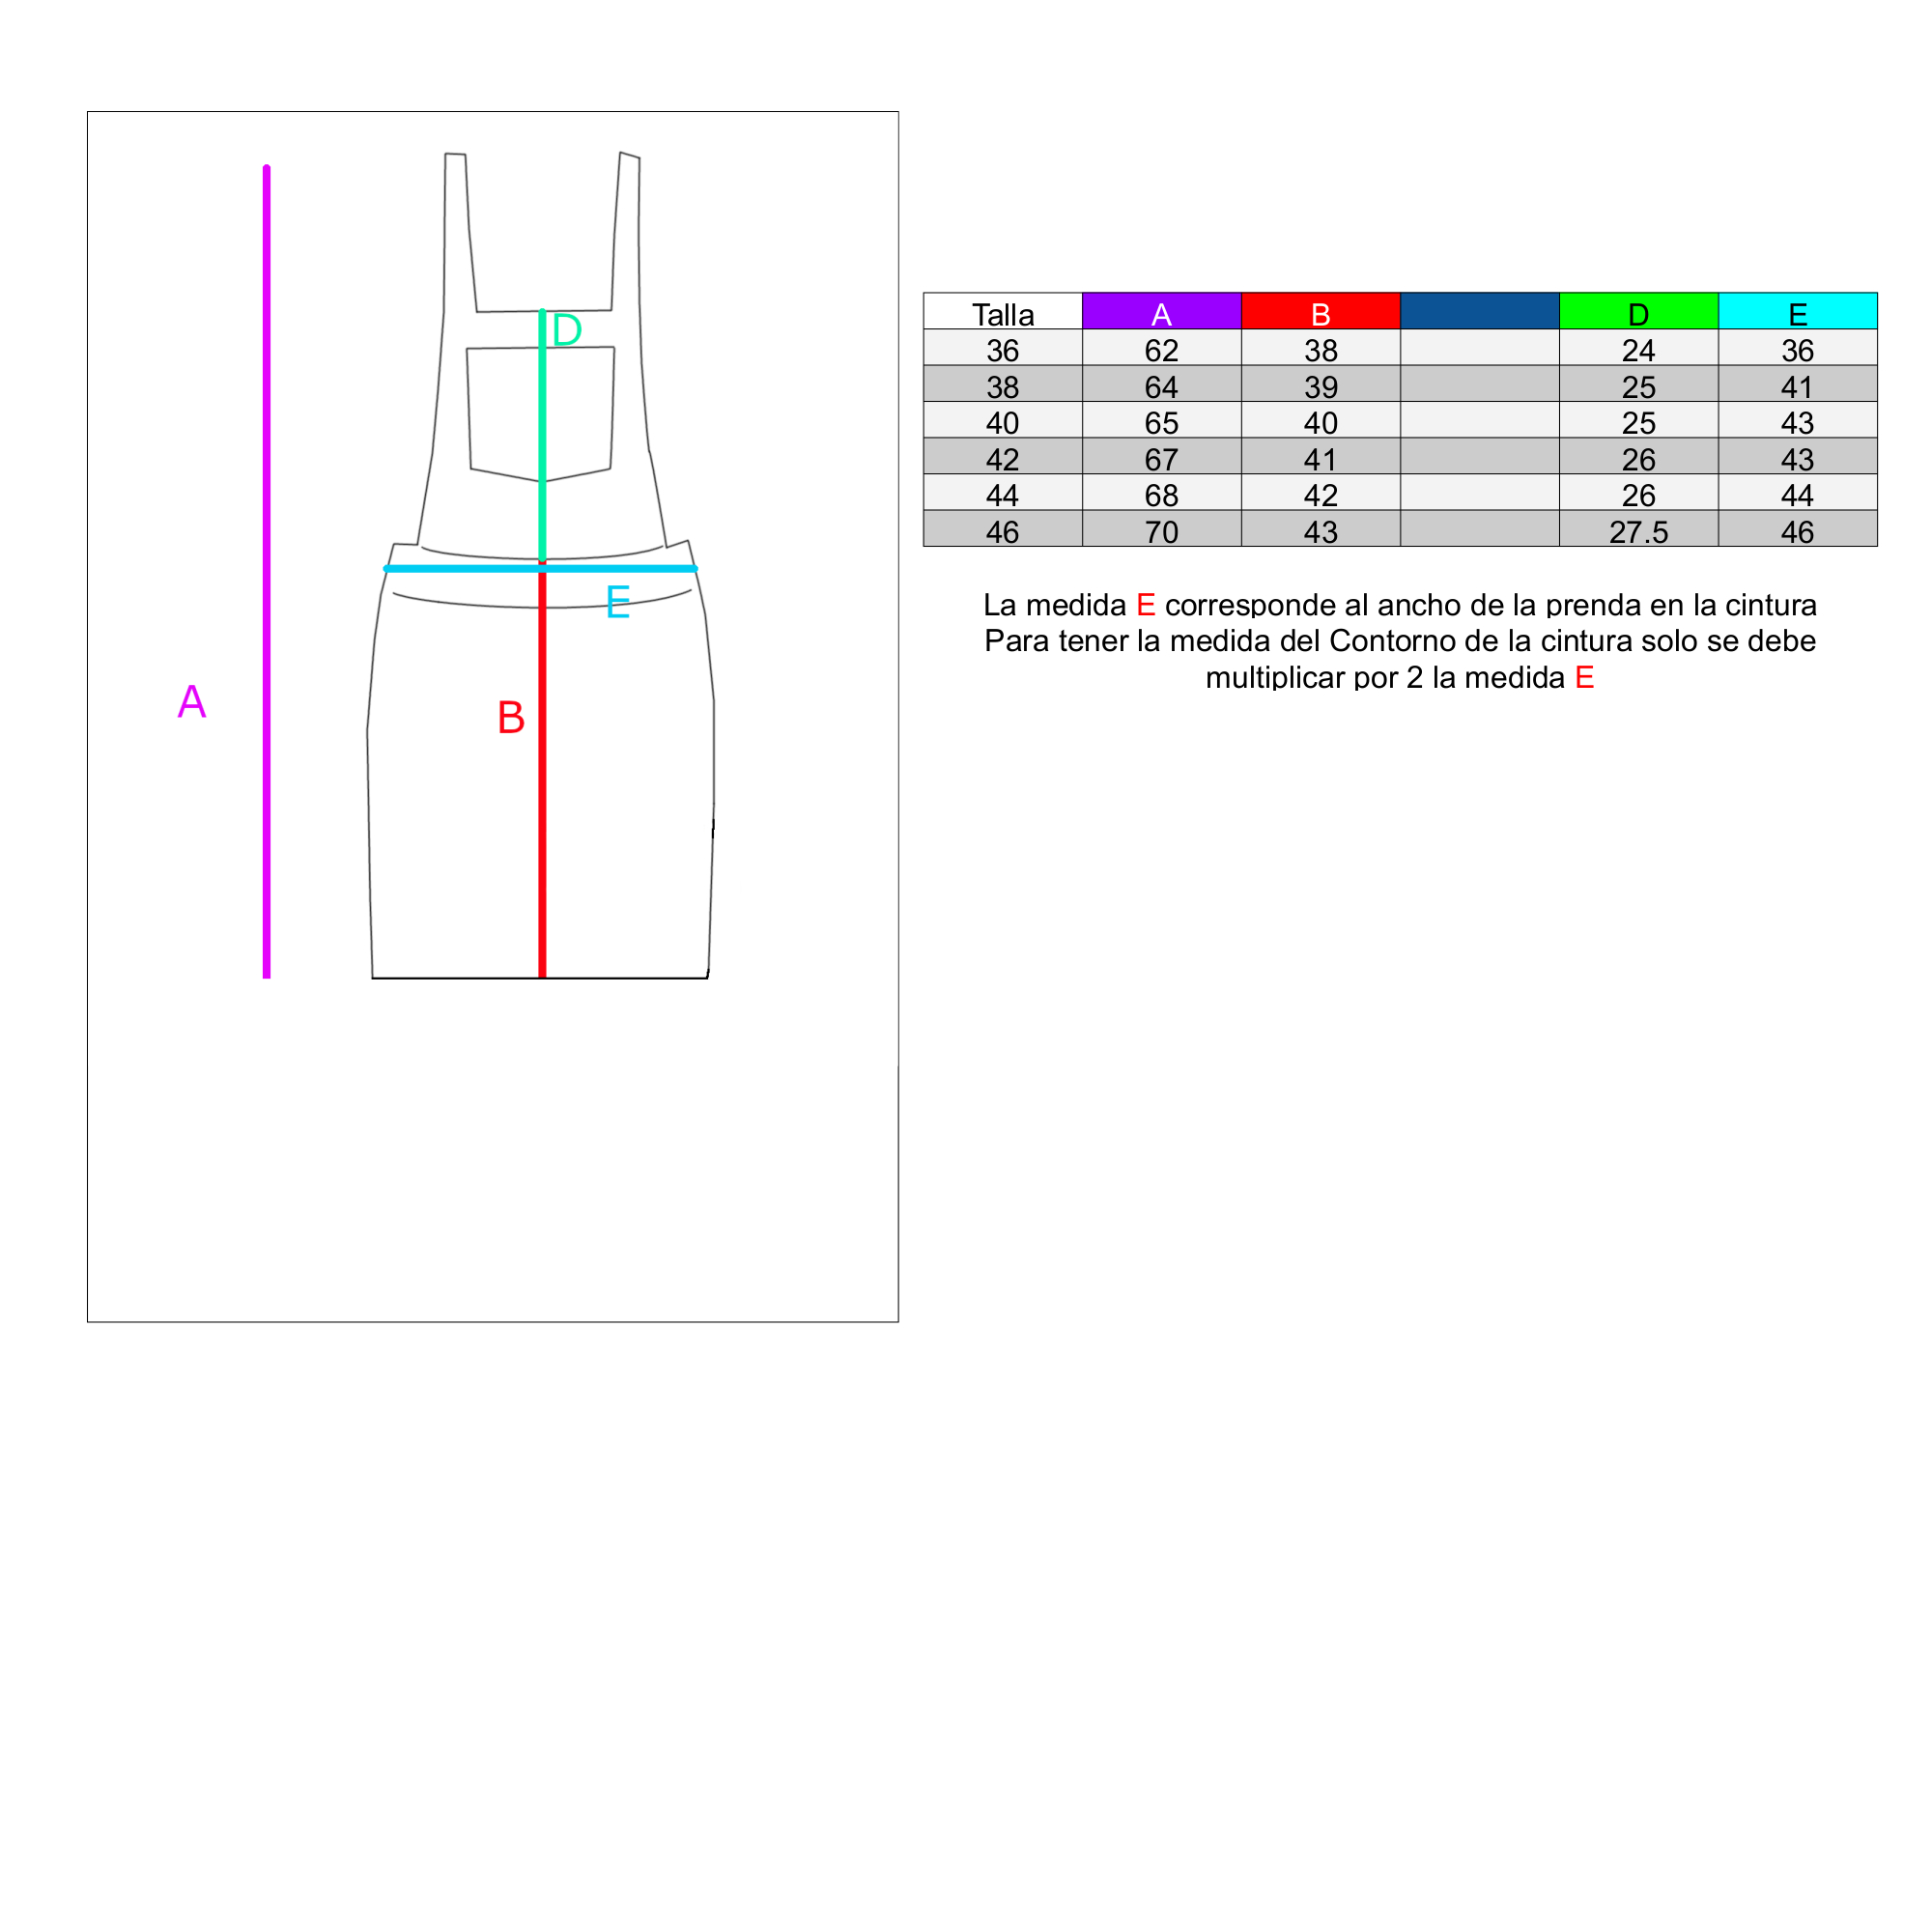 A
D
E
B
Talla A B D E
36 62 38 24 36
38 64 39 25 41
40 65 40 25 43
42 67 41 26 43
44 68 42 26 44
46 70 43 27.5 46
La medida E corresponde al ancho de la prenda en la cintura
Para tener la medida del Contorno de la cintura solo se debe
multiplicar por 2 la medida E